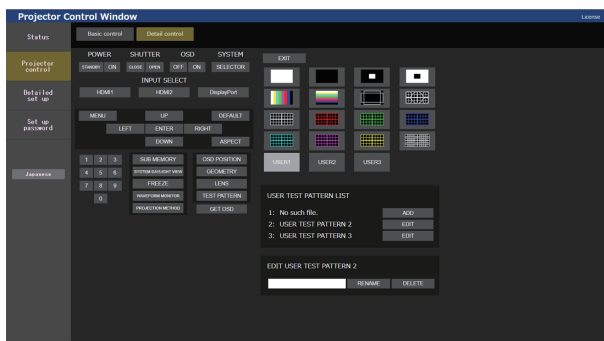 Projector Control Window
License
Status
Projector control
Detailed set up
Set up password
Japanese
Basic control
Detail control
POWER SHUTTER OSD SYSTEM
STANDBY ON CLOSE OPEN OFF ON SELECTOR
INPUT SELECT
HDMI1 HDMI2 DisplayPort
MENU UP DEFAULT
LEFT ENTER RIGHT
DOWN ASPECT
1 2 3
4 5 6
7 8 9
0
SUB MEMORY
SYSTEM DAYLIGHT VIEW
FREEZE
WAVEFORM MONITOR
PROJECTION METHOD
OSD POSITION
GEOMETRY
LENS
TEST PATTERN
GET OSD
EXIT
USER1 USER2 USER3
USER TEST PATTERN LIST
1: No such file. ADD
2: USER TEST PATTERN 2 EDIT
3: USER TEST PATTERN 3 EDIT
EDIT USER TEST PATTERN 2
RENAME DELETE